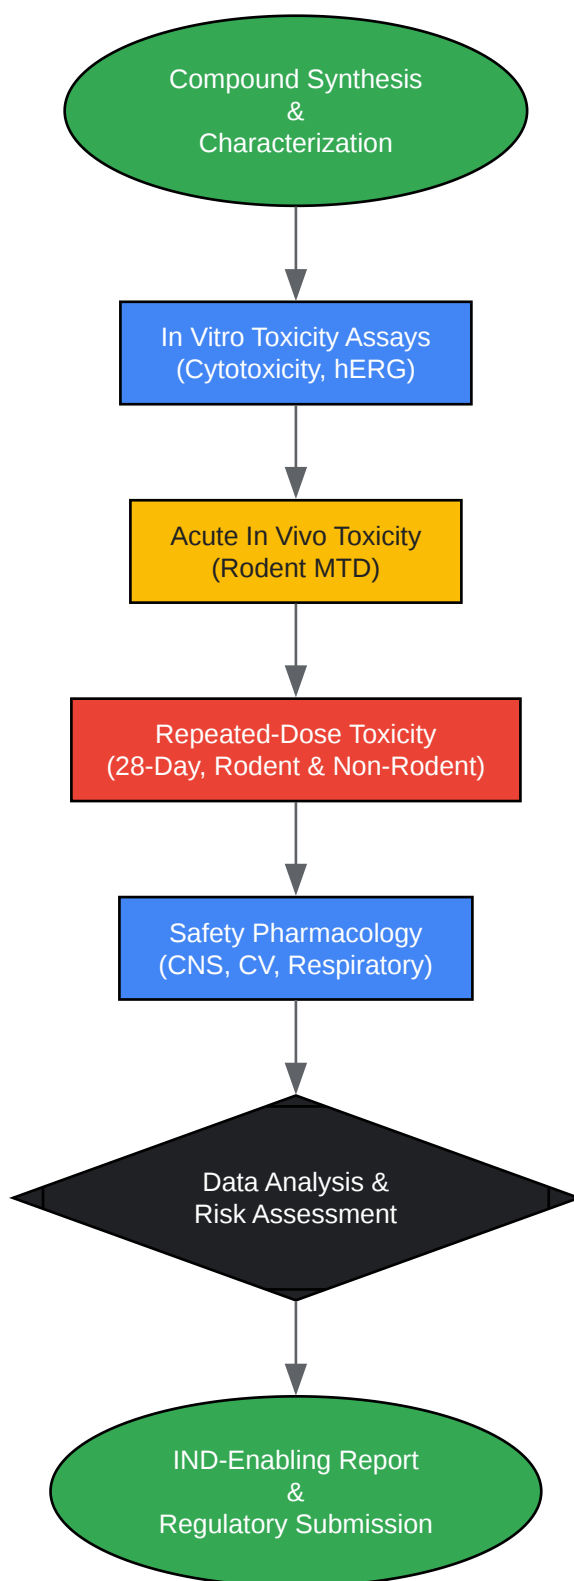 Compound Synthesis
&
Characterization
In Vitro Toxicity Assays
(Cytotoxicity, hERG)
Acute In Vivo Toxicity
(Rodent MTD)
Repeated-Dose Toxicity
(28-Day, Rodent & Non-Rodent)
Safety Pharmacology
(CNS, CV, Respiratory)
Data Analysis &
Risk Assessment
IND-Enabling Report
&
Regulatory Submission